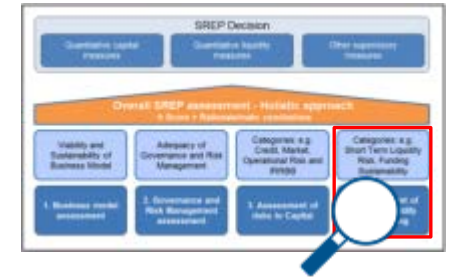 SREP Decision
Quantitative capital
measures
Quantitative liquidity
measures
Other supervisory
measures
Overall SREP assessment - Holistic approach
Viability and
Sustainability of
Business Model
Adequacy of
Governance and Risk
Management
Categories: e.g.
Credit, Market,
Operational Risk and
IRRBB
Categories: e.g.
Short Term Liquidity
Risk, Funding
Sustainability
1. Business model
assessment
2. Governance and
Risk Management
assessment
3. Assessment of
risks to Capital